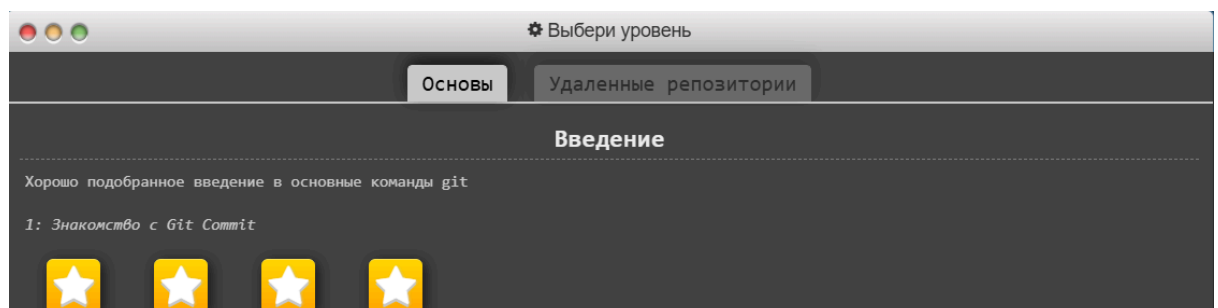 Выбери уровень
Основы Удаленные репозитории
Введение
Хорошо подобранное введение в основные команды git
1: Знакомство с Git Commit